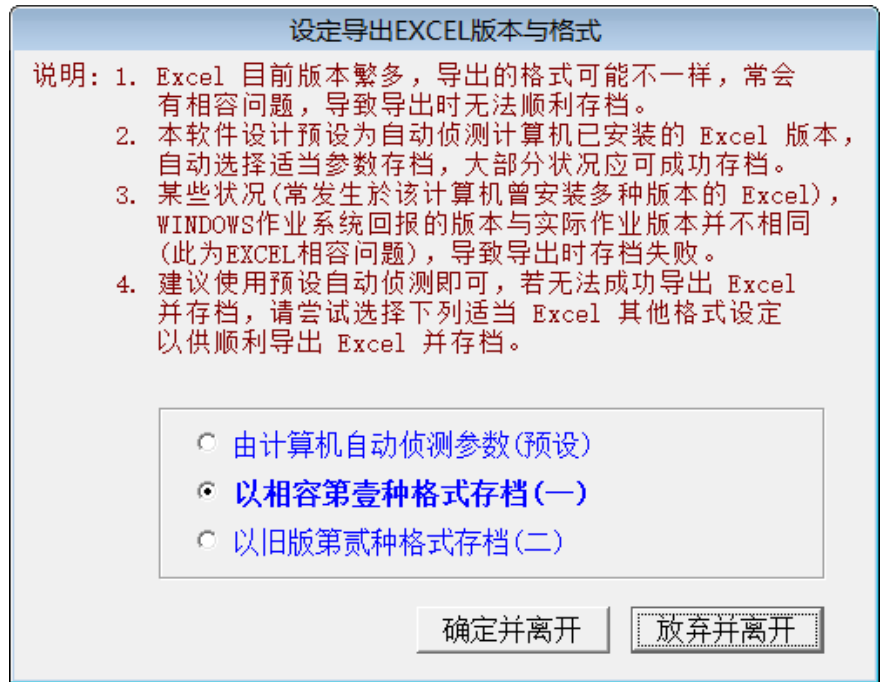 设定导出EXCEL版本与格式
说明: 1. Excel 目前版本繁多，导出的格式可能不一样，常会
有相容问题，导致导出时无法顺利存档。
2. 本软件设计预设为自动侦测计算机已安装的 Excel 版本，
自动选择适当参数存档，大部分状况应可成功存档。
3. 某些状况(常发生於该计算机曾安装多种版本的 Excel)，
WINDOWS作业系统回报的版本与实际作业版本并不相同
(此为EXCEL相容问题)，导致导出时存档失败。
4. 建议使用预设自动侦测即可，若无法成功导出 Excel
并存档，请尝试选择下列适当 Excel 其他格式设定
以供顺利导出 Excel 并存档。
由计算机自动侦测参数(预设)
以相容第壹种格式存档(一)
以旧版第贰种格式存档(二)
确定并离开 放弃并离开